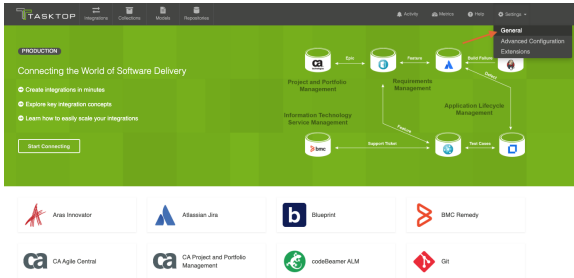 TASKTOP
Integrations
Collections
Models
Repositories
Activity
Metrics
Help
Settings
General
Advanced Configuration
Extensions
PRODUCTION
Connecting the World of Software Delivery
Create integrations in minutes
Explore key integration concepts
Learn how to easily scale your integrations
Start Connecting
ca
Epic
Feature
Build Failure
Defect
Project and Portfolio
Management
Requirements
Management
Application Lifecycle
Management
Information Technology
Service Management
Feature
bmc
Support Ticket
Test Cases
Aras Innovator
Atlassian Jira
b
Blueprint
BMC Remedy
ca
CA Agile Central
ca
CA Project and Portfolio
Management
codeBeamer ALM
Git